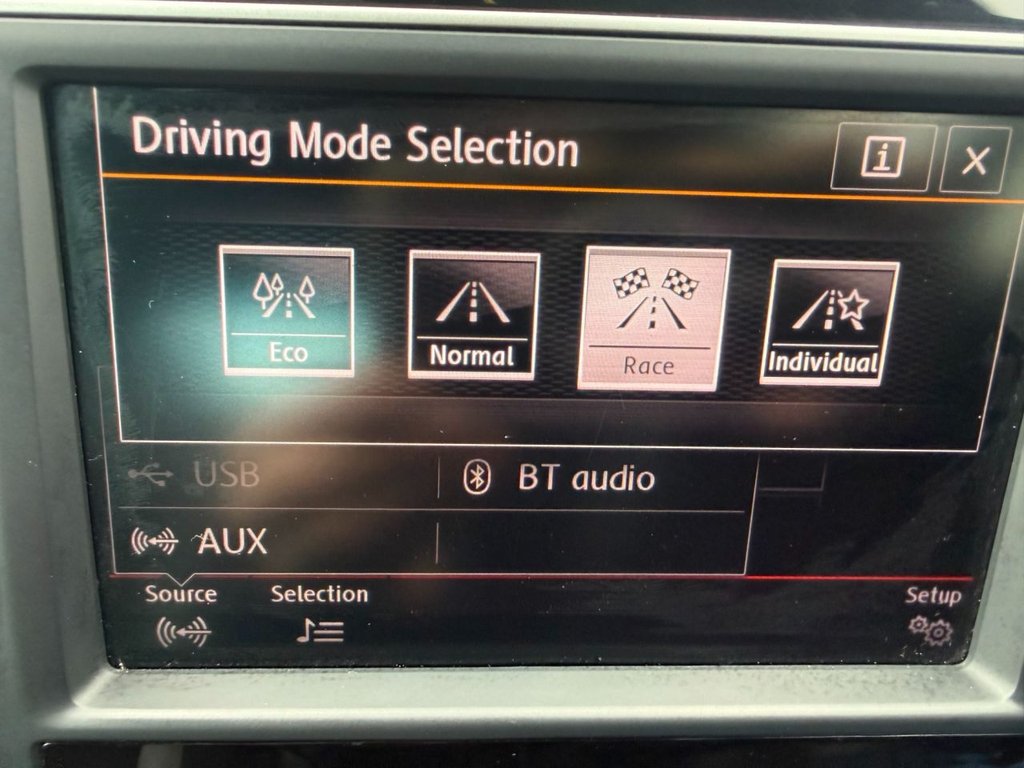 Driving Mode Selection
i
X
Eco
Normal
Race
Individual
USB
BT audio
AUX
Source
Selection
Setup